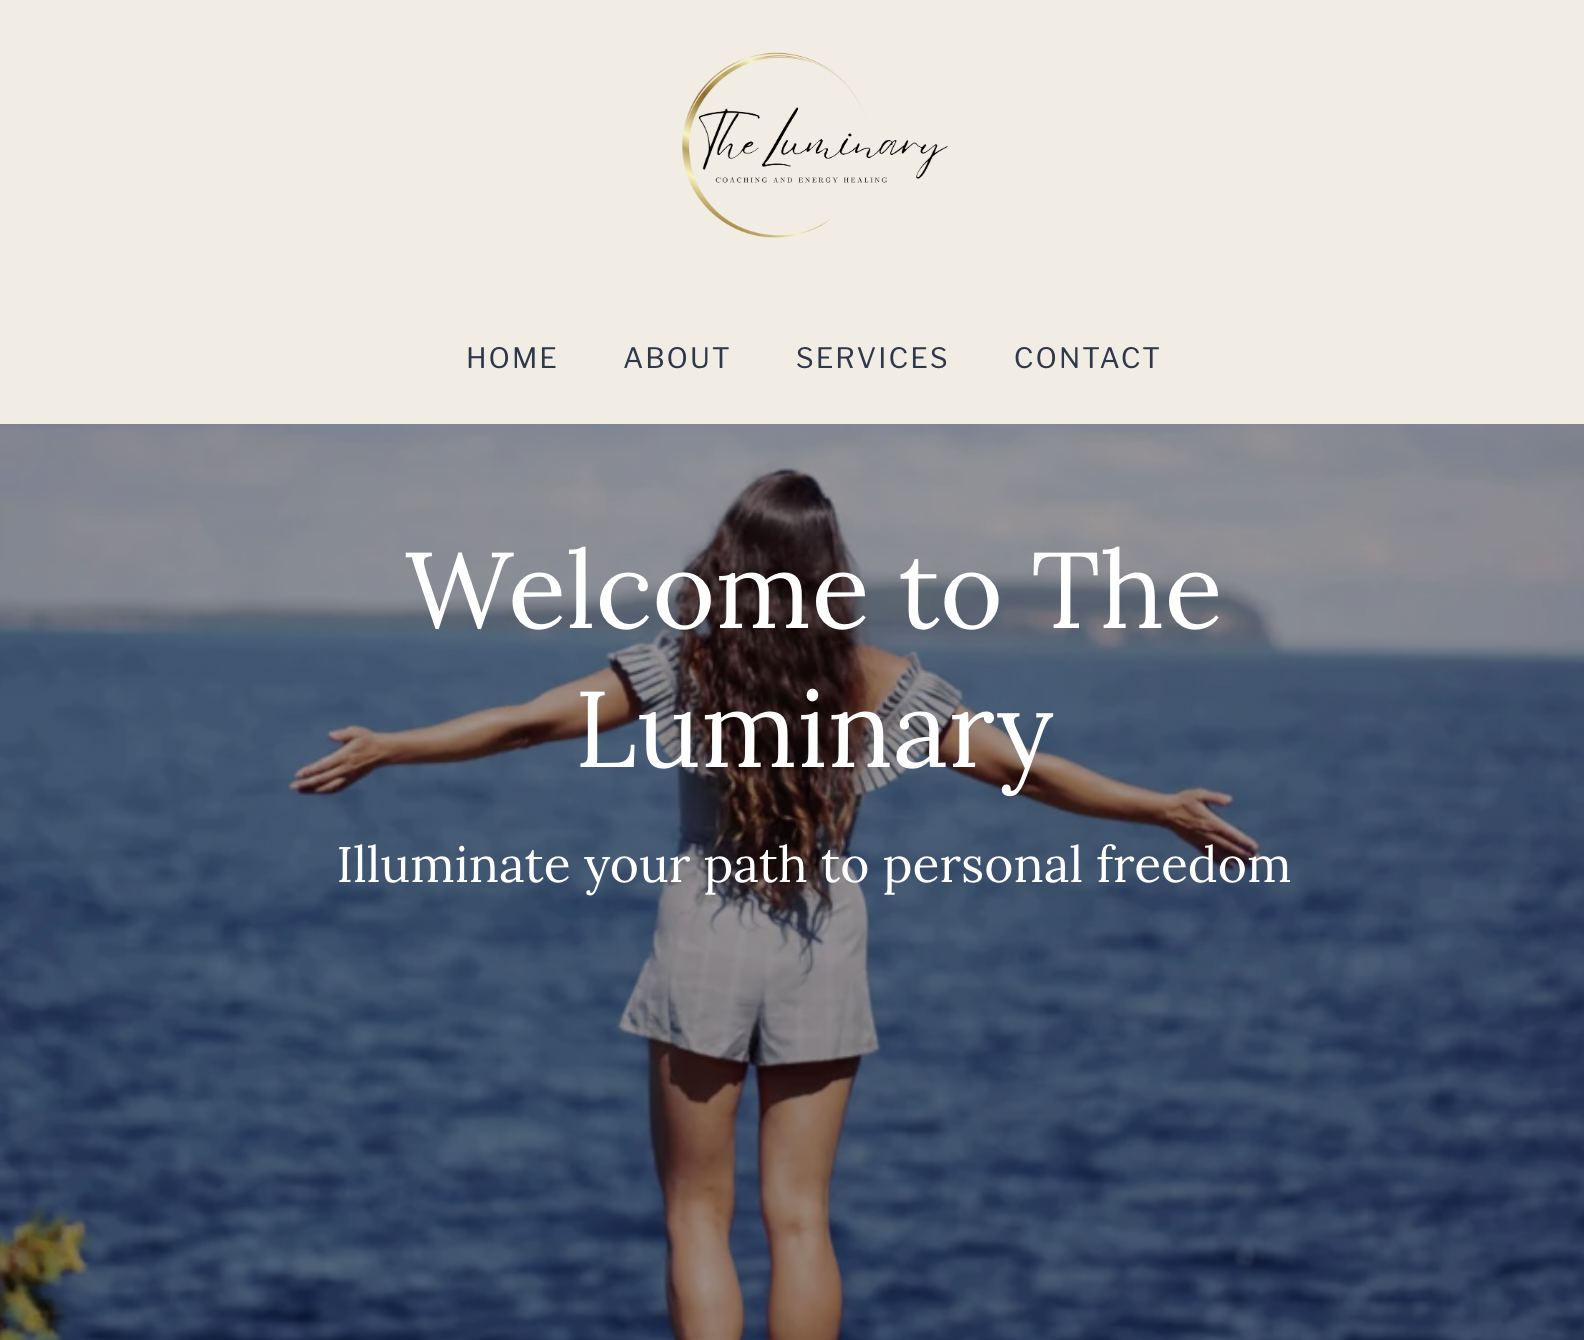 The Luminary
COACHING AND ENERGY HEALING
HOME ABOUT SERVICES CONTACT
Welcome to The
Luminary
Illuminate your path to personal freedom